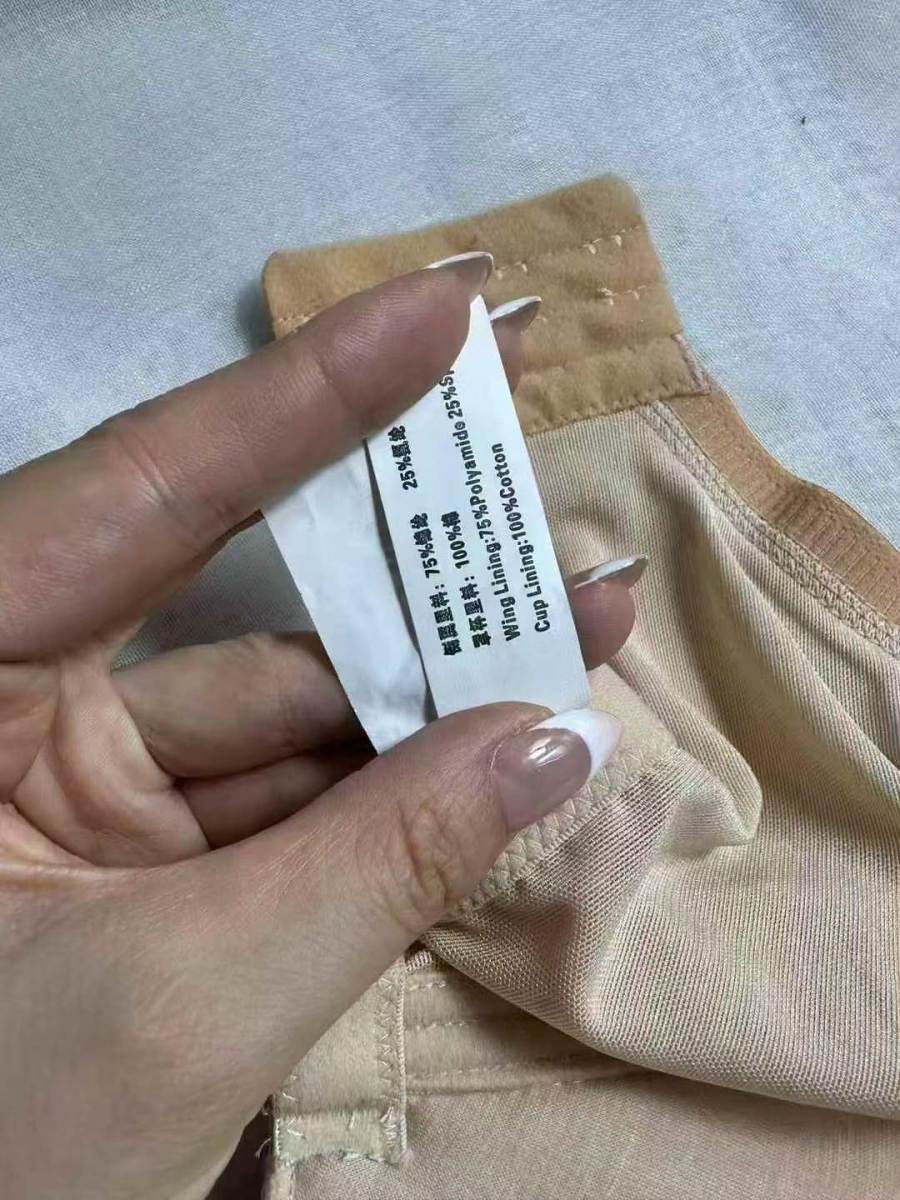 侧翼里料：75%锦纶 25%氨纶
罩杯里料：100%棉
Wing Lining:75%Polyamide 25%S
Cup Lining:100%Cotton